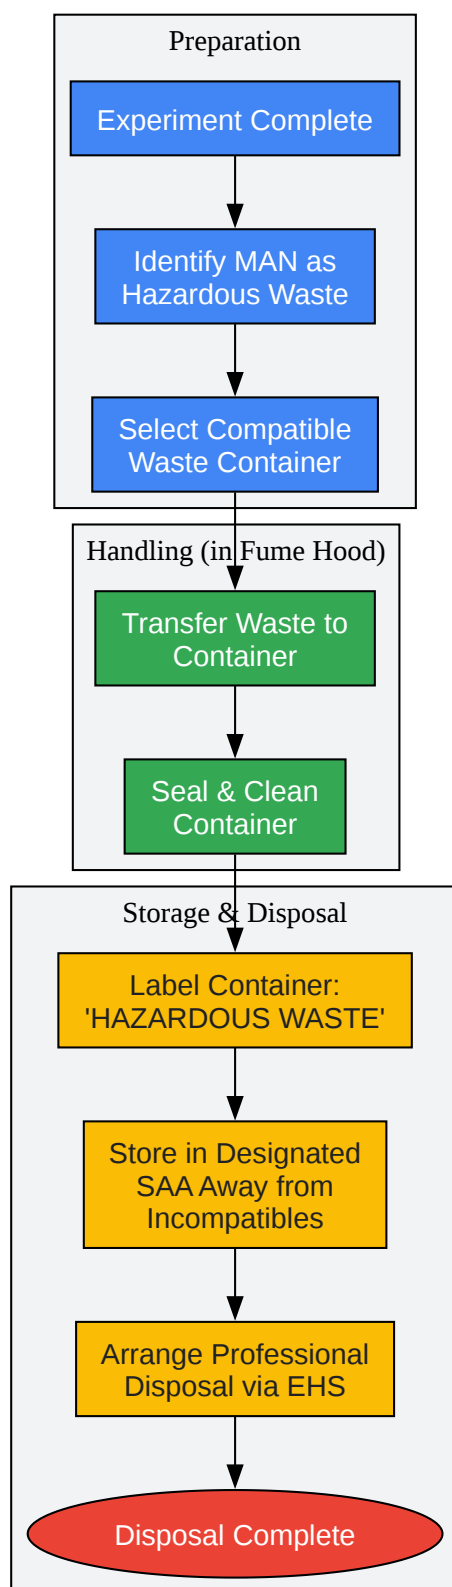 Preparation
Experiment Complete
Identify MAN as
Hazardous Waste
Select Compatible
Waste Container
Handling (in Fume Hood)
Transfer Waste to
Container
Seal & Clean
Container
Storage & Disposal
Label Container:
'HAZARDOUS WASTE'
Store in Designated
SAA Away from
Incompatibles
Arrange Professional
Disposal via EHS
Disposal Complete